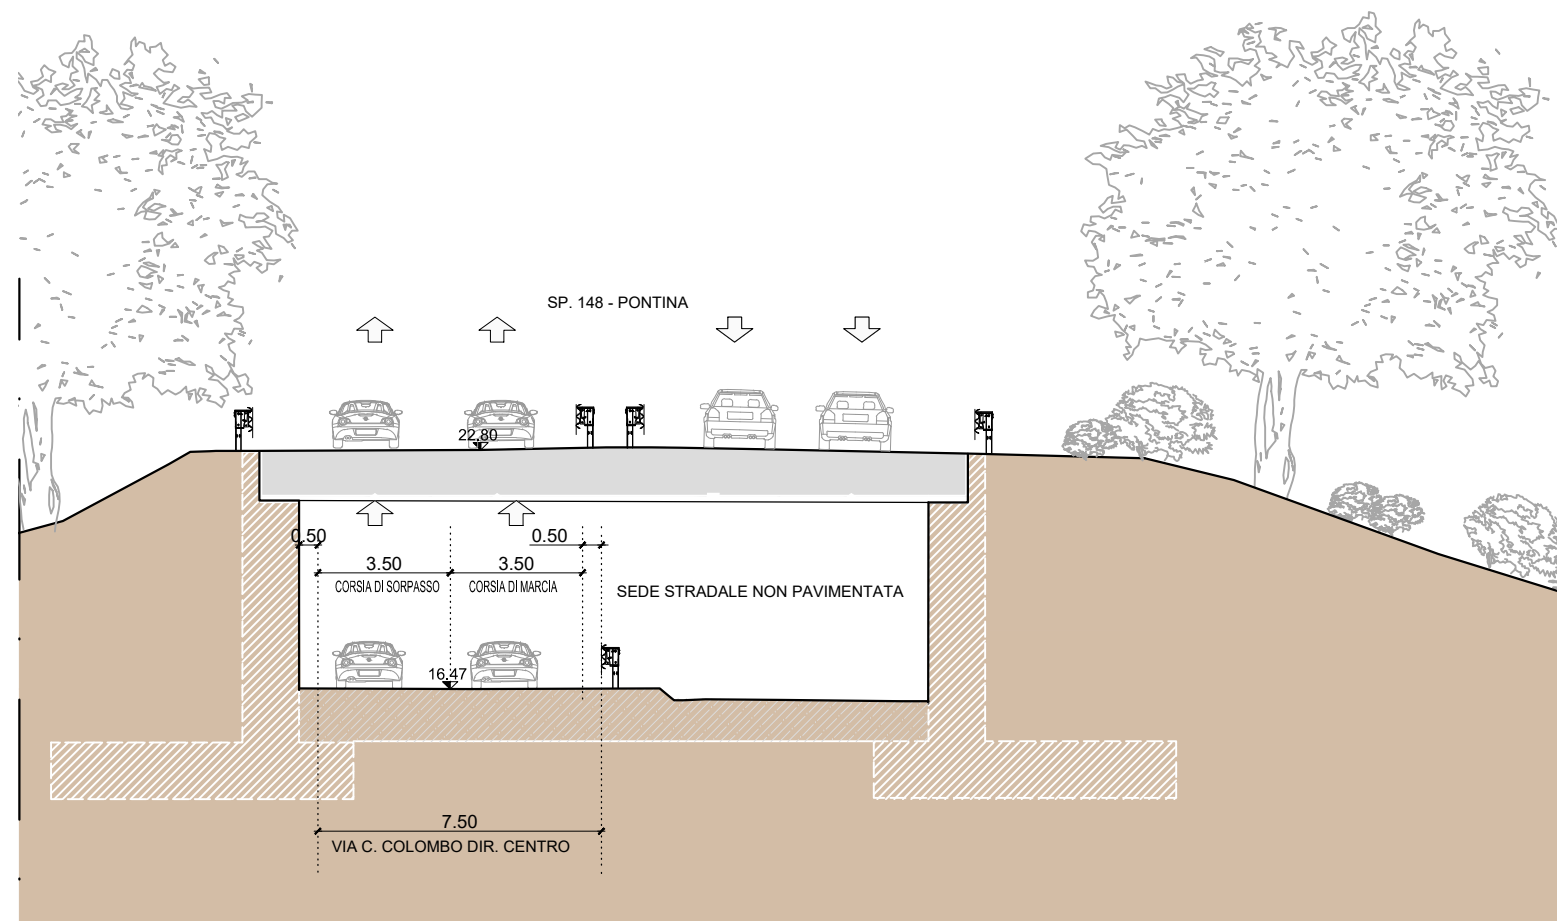 SP. 148 - PONTINA
22.80
0.50
0.50
3.50
3.50
CORSIA DI SORPASSO
CORSIA DI MARCIA
SEDE STRADALE NON PAVIMENTATA
16.47
7.50
VIA C. COLOMBO DIR. CENTRO